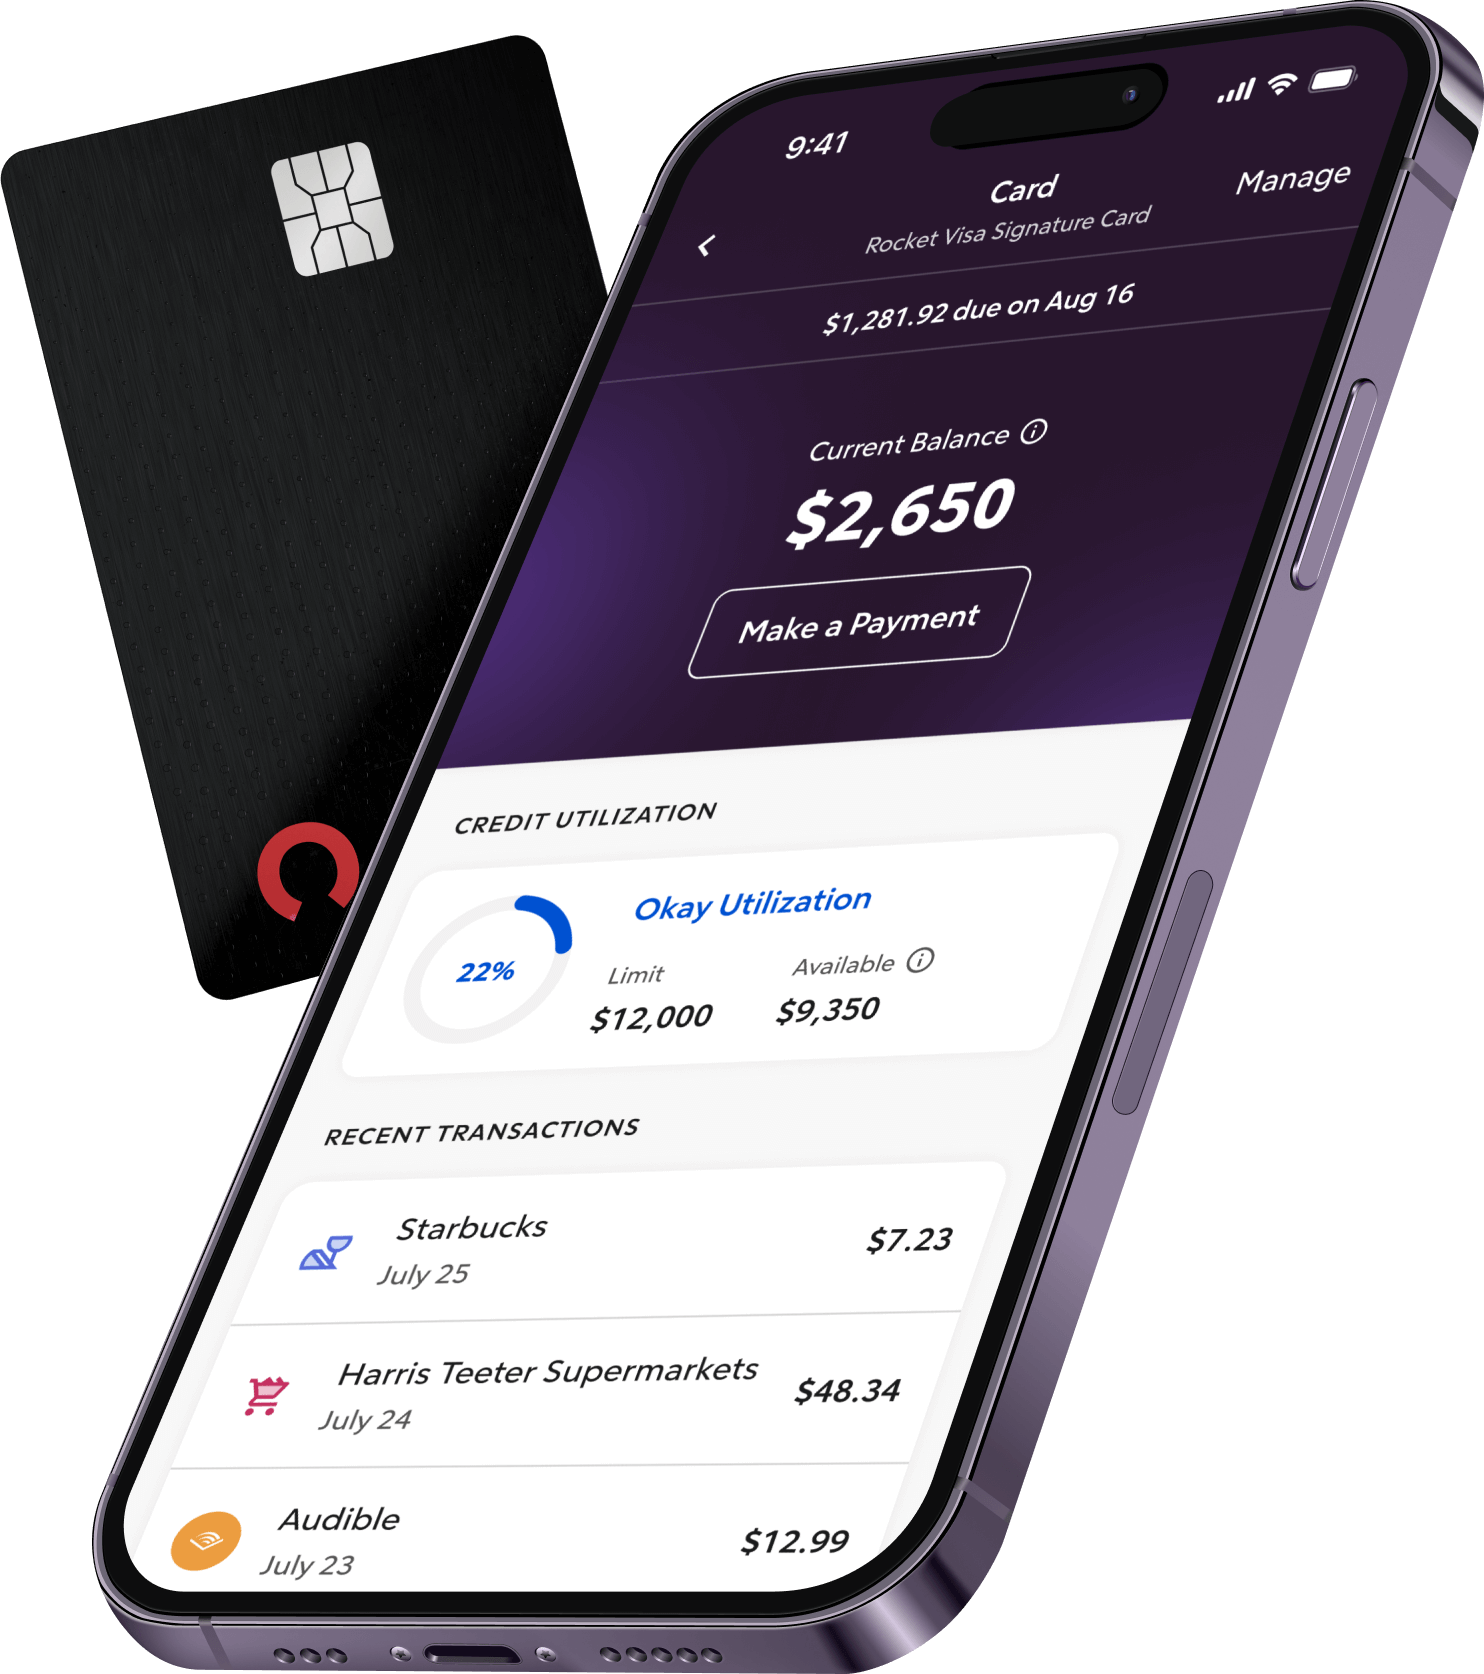 9:41
Card
Manage
Rocket Visa Signature Card
$1,281.92 due on Aug 16
Current Balance
$2,650
Make a Payment
CREDIT UTILIZATION
22%
Okay Utilization
Limit
Available
$12,000
$9,350
RECENT TRANSACTIONS
Starbucks
$7.23
July 25
Harris Teeter Supermarkets
$48.34
July 24
Audible
$12.99
July 23